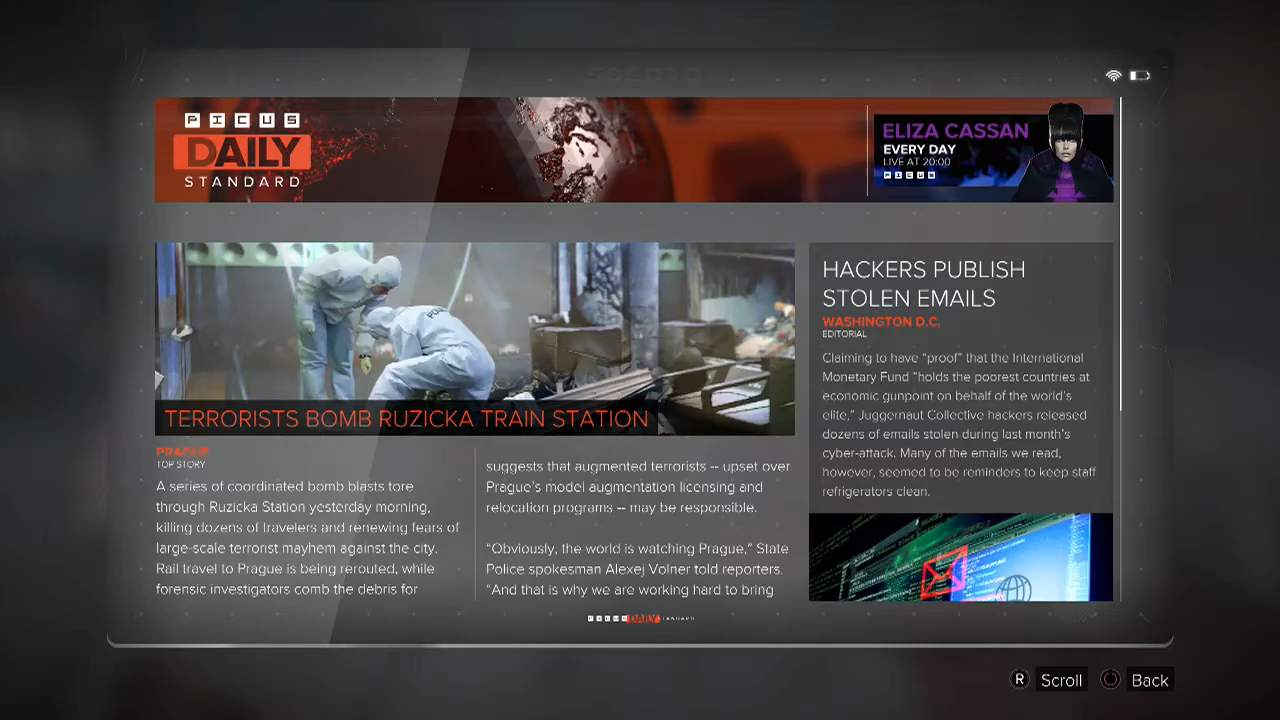 PICUS
DAILY
STANDARD
ELIZA CASSAN
EVERY DAY
LIVE AT 20:00
PICUS
TERRORISTS BOMB RUZICKA TRAIN STATION
PRAGUE
TOP STORY
A series of coordinated bomb blasts tore
through Ruzicka Station yesterday morning,
killing dozens of travelers and renewing fears of
large-scale terrorist mayhem against the city.
Rail travel to Prague is being rerouted, while
forensic investigators comb the debris for
suggests that augmented terrorists -- upset over
Prague's model augmentation licensing and
relocation programs -- may be responsible.
“Obviously, the world is watching Prague,” State
Police spokesman Alexej Volner told reporters.
“And that is why we are working hard to bring
HACKERS PUBLISH
STOLEN EMAILS
WASHINGTON D.C.
EDITORIAL
Claiming to have “proof” that the International
Monetary Fund “holds the poorest countries at
economic gunpoint on behalf of the world's
elite,” Juggernaut Collective hackers released
dozens of emails stolen during last month's
cyber-attack. Many of the emails we read,
however, seemed to be reminders to keep staff
refrigerators clean.
PICUS DAILY STANDARD
R Scroll
Back